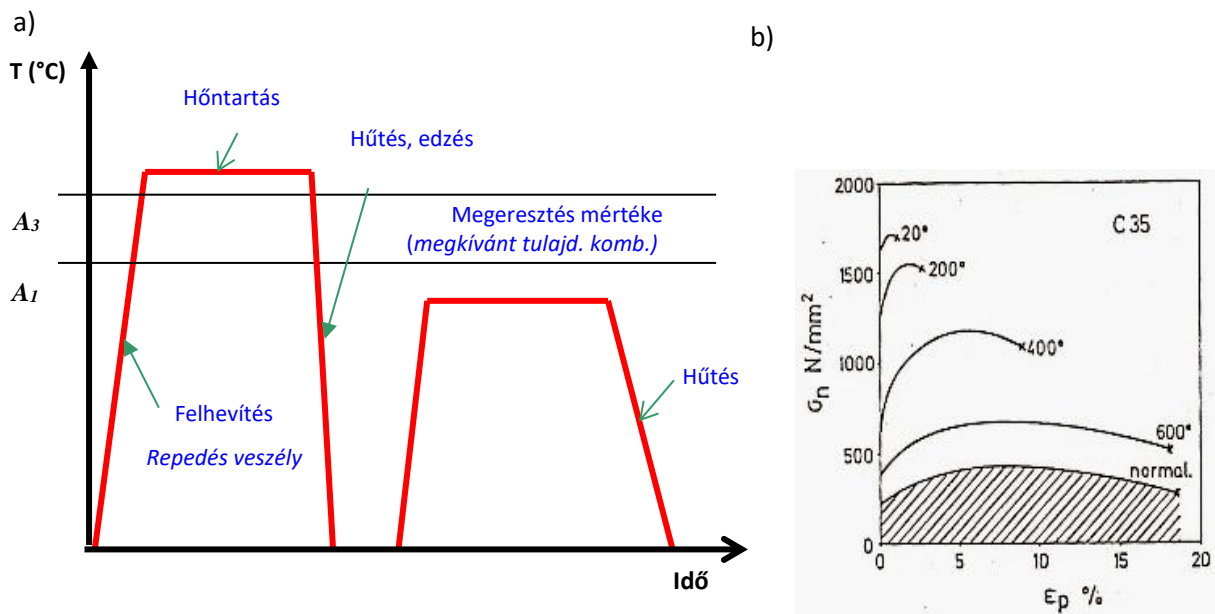 a)
T (°C)
Hőntartás
Hűtés, edzés
A3
Megeresztés mértéke
(megkívánt tulajd. komb.)
A1
Felhevítés
Repedés veszély
Hűtés
Idő
b)
C 35
2000
1500
1000
500
0
σn N/mm²
20°
200°
400°
600°
normal.
0 5 10 15 20
εp %